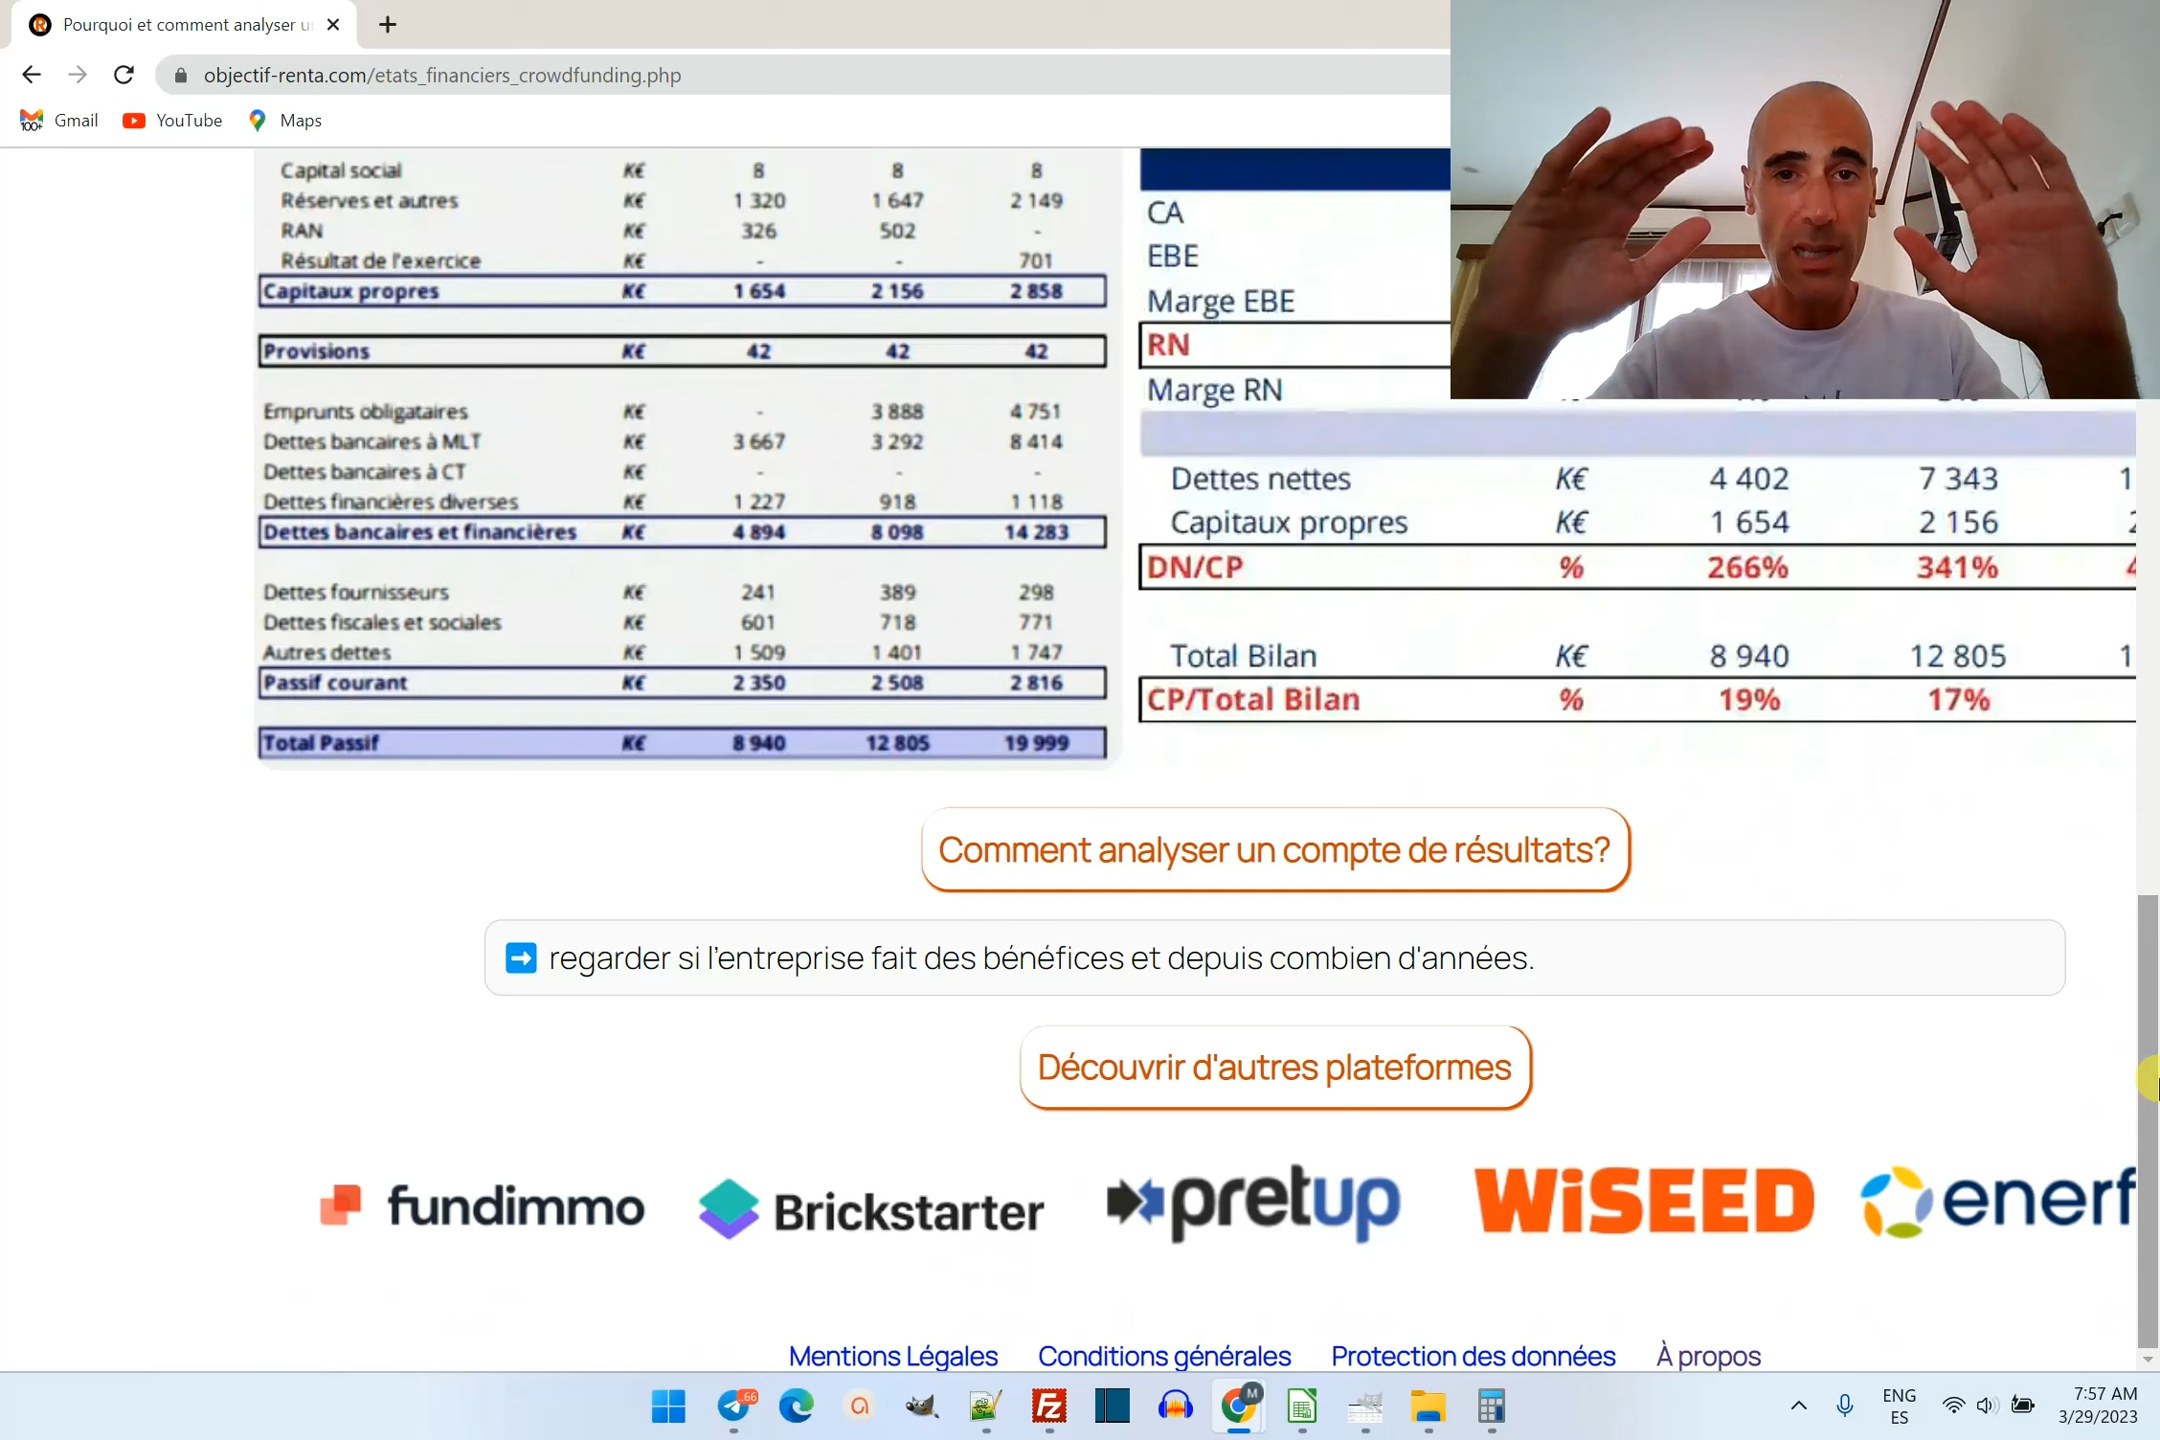 Pourquoi et comment analyser u
objectif-renta.com/etats_financiers_crowdfunding.php
Gmail YouTube Maps
Capital social K€ 8 8 8
Réserves et autres K€ 1 320 1 647 2 149
RAN K€ 326 502 -
Résultat de l'exercice K€ - - 701
Capitaux propres K€ 1 654 2 156 2 858
Provisions K€ 42 42 42
Emprunts obligataires K€ - 3 888 4 751
Dettes bancaires à MLT K€ 3 667 3 292 8 414
Dettes bancaires à CT K€ - - -
Dettes financières diverses K€ 1 227 918 1 118
Dettes bancaires et financières K€ 4 894 8 098 14 283
Dettes fournisseurs K€ 241 389 298
Dettes fiscales et sociales K€ 601 718 771
Autres dettes K€ 1 509 1 401 1 747
Passif courant K€ 2 350 2 508 2 816
Total Passif K€ 8 940 12 805 19 999
CA
EBE
Marge EBE
RN
Marge RN
Dettes nettes K€ 4 402 7 343 1
Capitaux propres K€ 1 654 2 156
DN/CP % 266% 341% 4
Total Bilan K€ 8 940 12 805 1
CP/Total Bilan % 19% 17%
Comment analyser un compte de résultats?
regarder si l'entreprise fait des bénéfices et depuis combien d'années.
Découvrir d'autres plateformes
fundimmo Brickstarter pretup WiSEED enerf
Mentions Légales Conditions générales Protection des données À propos
66
M
ENG
ES
7:57 AM
3/29/2023